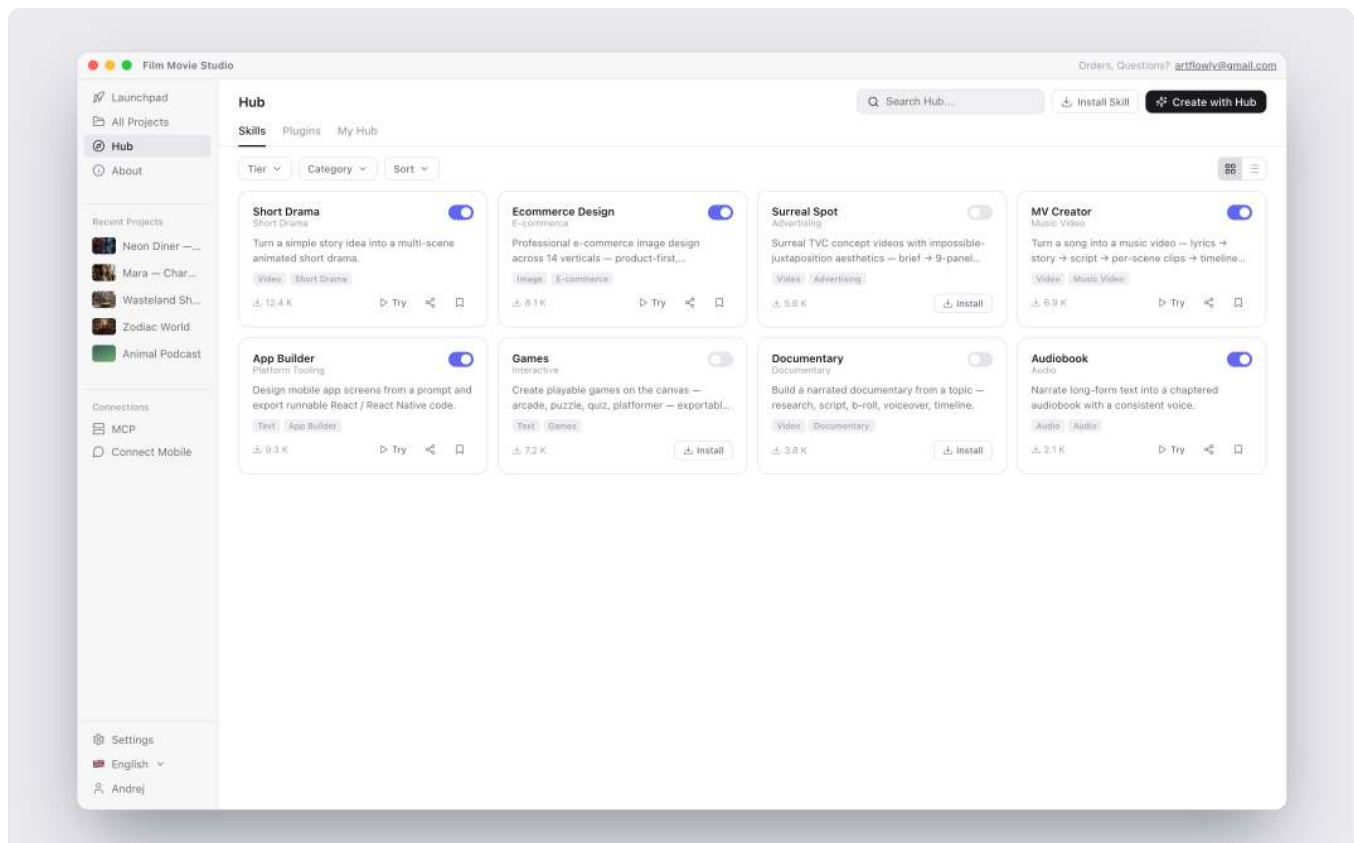 Film Movie Studio
Orders, Questions? artflowly@gmail.com
Launchpad
All Projects
Hub
About
Recent Projects
Neon Diner —...
Mara — Char...
Wasteland Sh...
Zodiac World
Animal Podcast
Connections
MCP
Connect Mobile
Settings
English
Andrej
Hub
Search Hub...
Install Skill
Create with Hub
Skills Plugins My Hub
Tier Category Sort
Short Drama
Short Drama
Turn a simple story idea into a multi-scene
animated short drama.
Video Short Drama
12.4 K Try
Ecommerce Design
E-commerce
Professional e-commerce image design
across 14 verticals — product-first,...
Image E-commerce
8.1 K Try
Surreal Spot
Advertising
Surreal TVC concept videos with impossible-
juxtaposition aesthetics — brief → 9-panel...
Video Advertising
5.6 K Install
MV Creator
Music Video
Turn a song into a music video — lyrics →
story → script → per-scene clips → timeline...
Video Music Video
6.9 K Try
App Builder
Platform Tooling
Design mobile app screens from a prompt and
export runnable React / React Native code.
Text App Builder
9.3 K Try
Games
Interactive
Create playable games on the canvas —
arcade, puzzle, quiz, platformer — exportabl...
Text Games
7.2 K Install
Documentary
Documentary
Build a narrated documentary from a topic —
research, script, b-roll, voiceover, timeline.
Video Documentary
3.8 K Install
Audiobook
Audio
Narrate long-form text into a chaptered
audiobook with a consistent voice.
Audio Audio
2.1 K Try